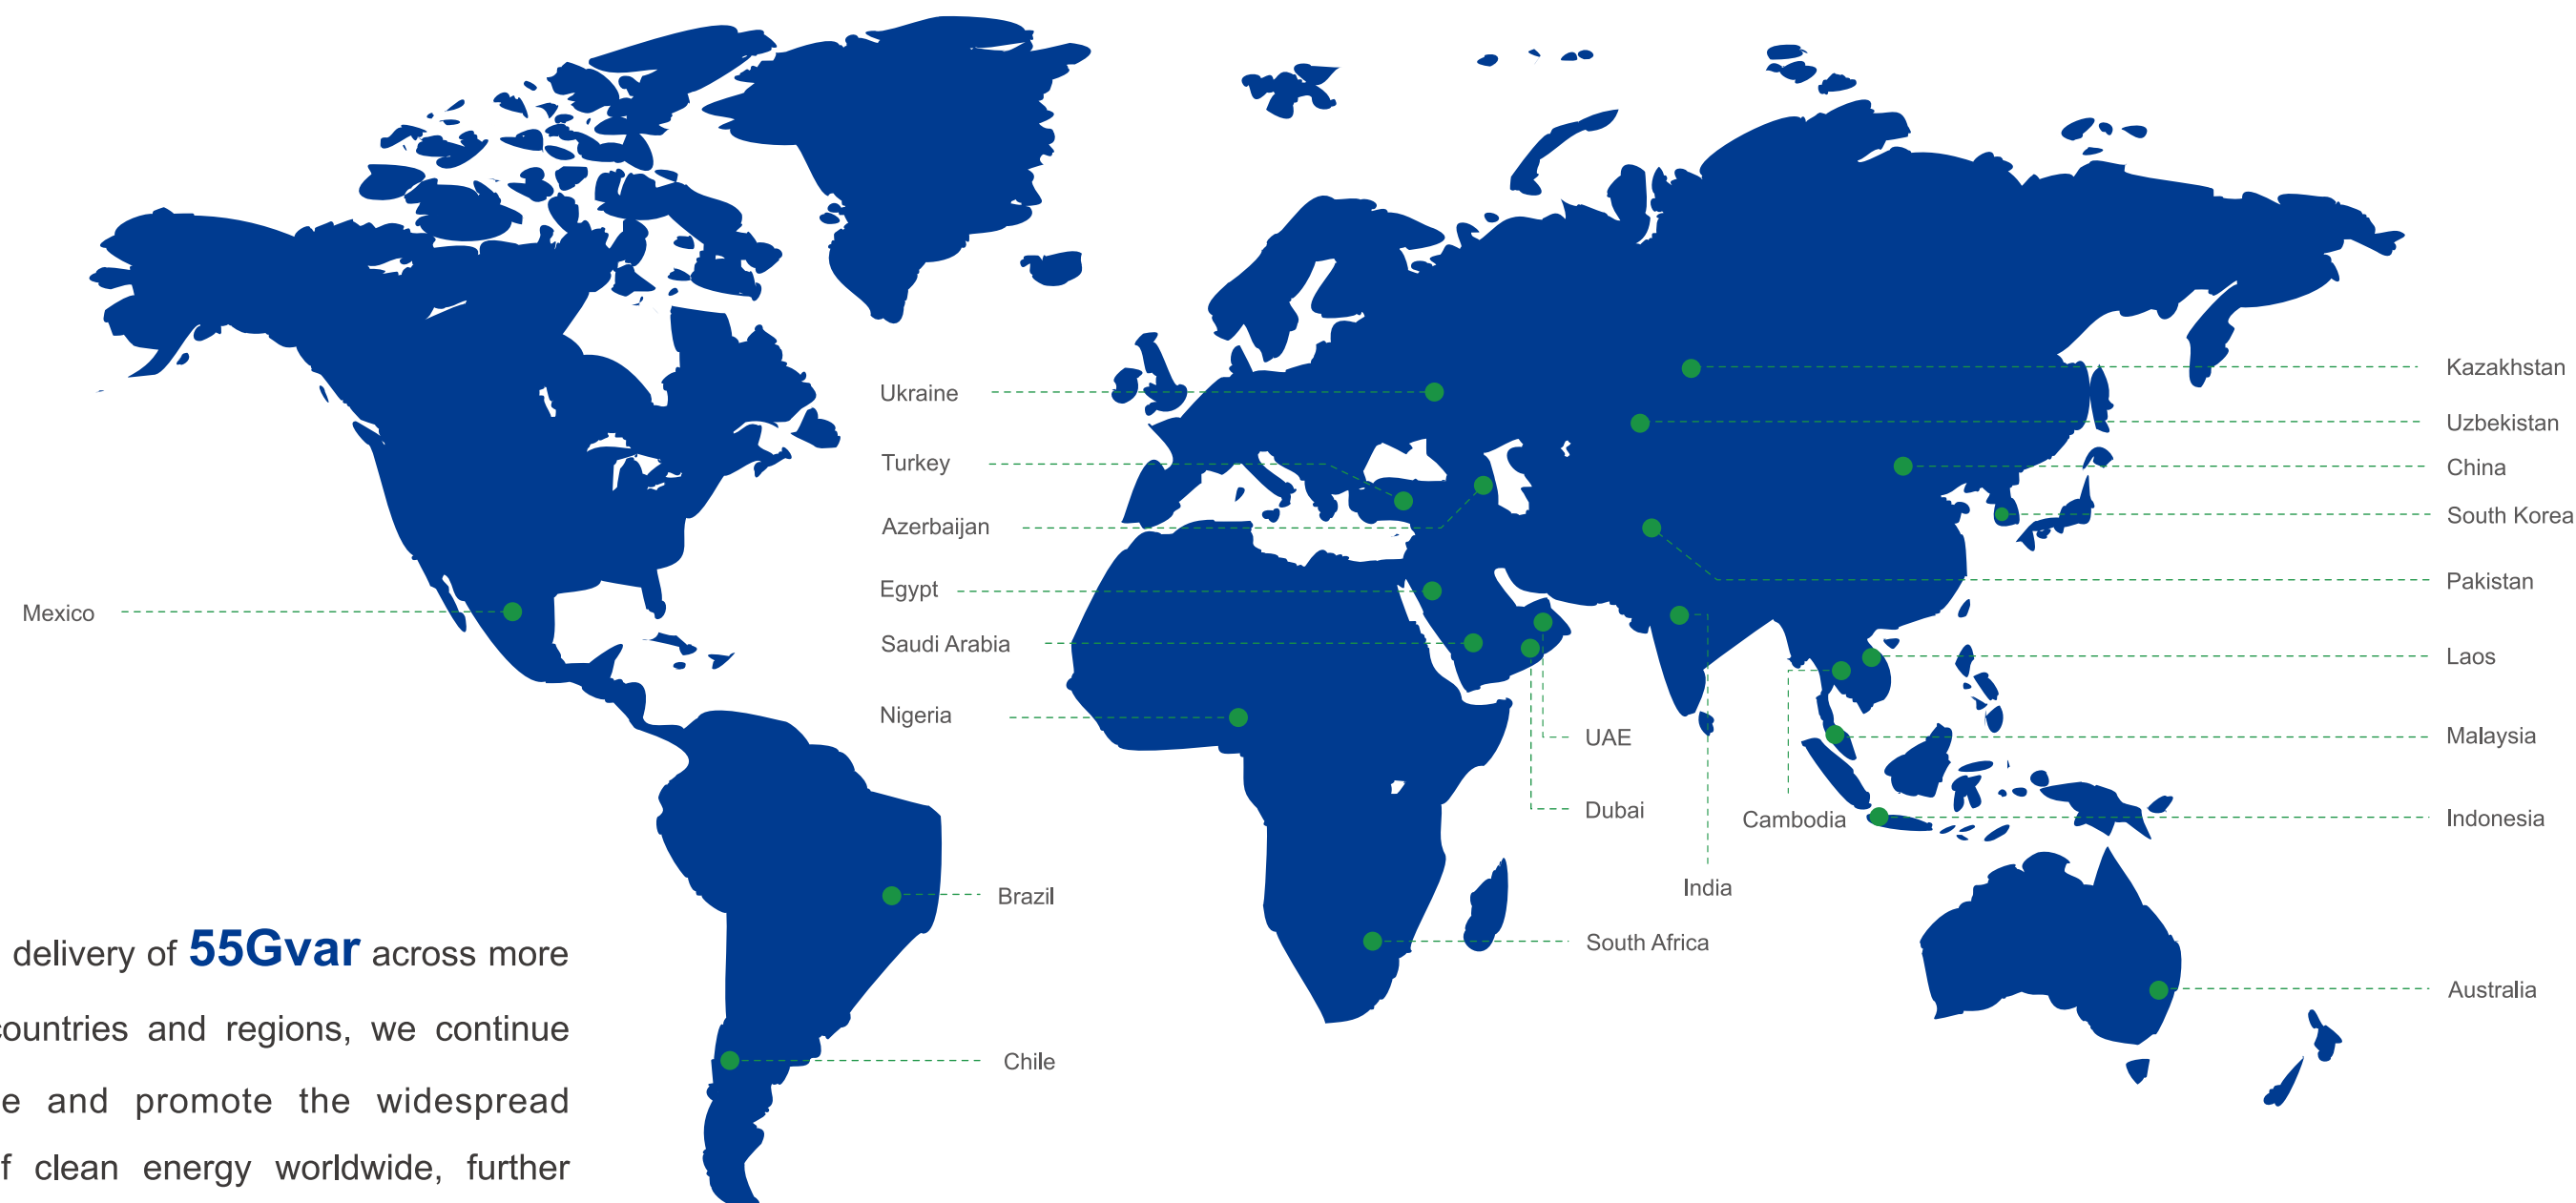 Kazakhstan
Ukraine
Uzbekistan
Turkey
China
South Korea
Azerbaijan
Pakistan
Egypt
Mexico
Saudi Arabia
Laos
Nigeria
UAE
Malaysia
Dubai
Cambodia
Indonesia
India
Brazil
South Africa
Australia
Chile
delivery of 55Gvar across more
countries and regions, we continue
e and promote the widespread
f clean energy worldwide, further